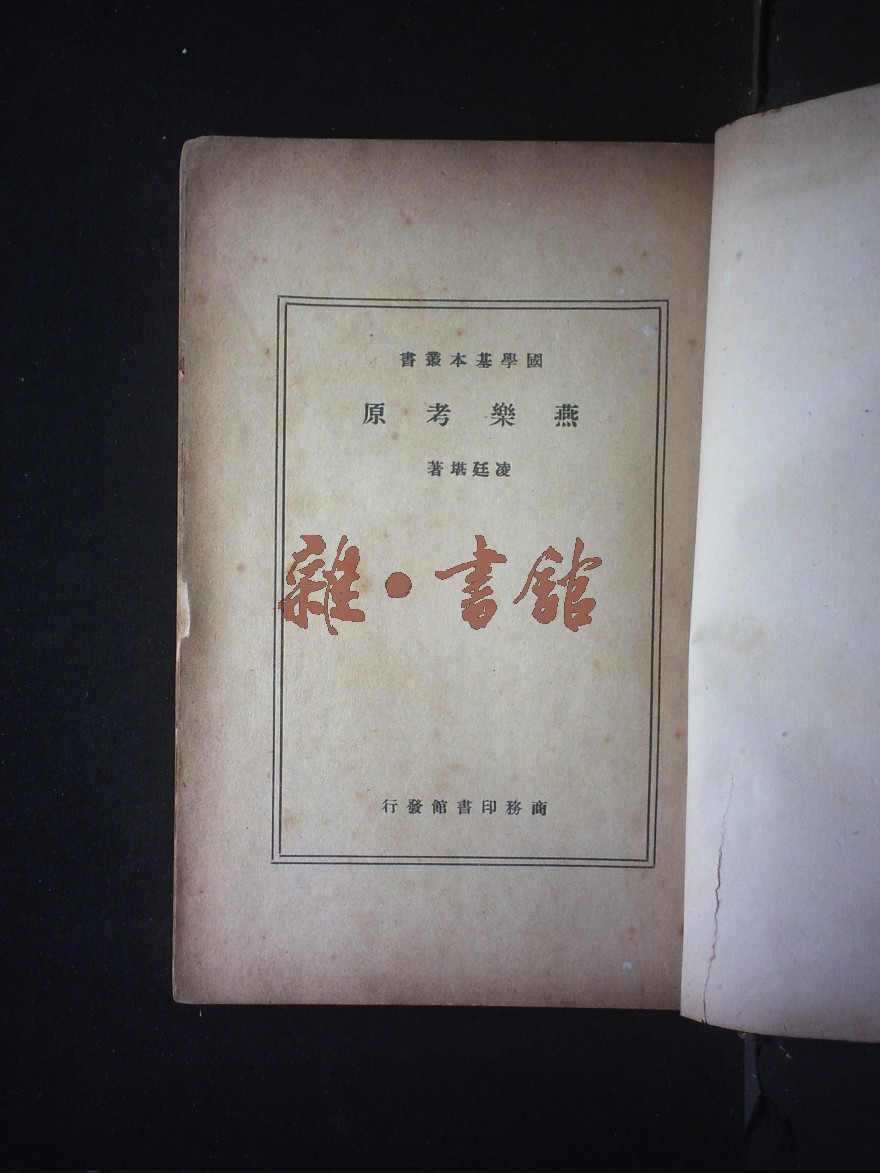 國學基本叢書
燕樂考原
凌廷堪著
雜•書館
商務印書館發行